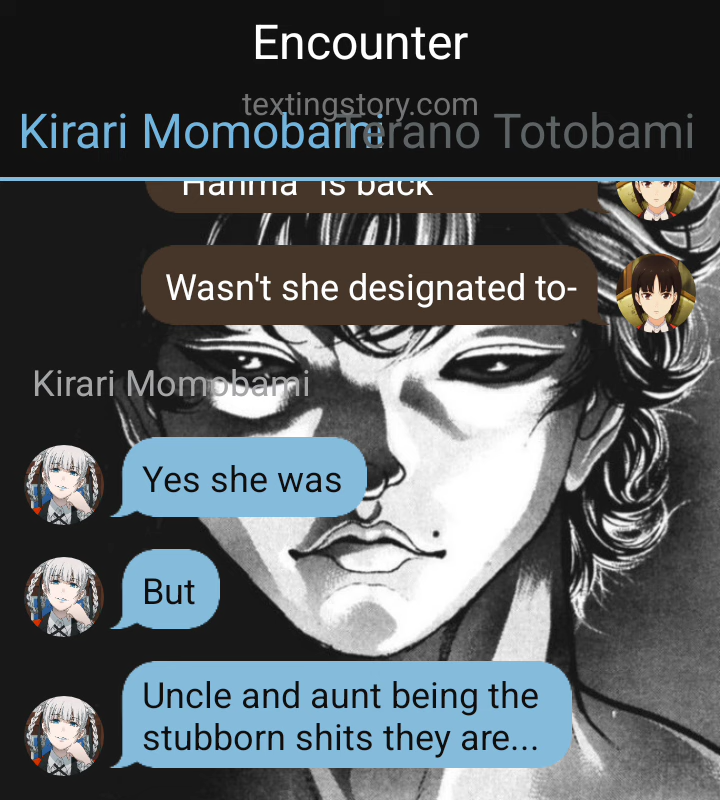 Encounter
textingstory.com
Kirari Momobami Terano Totobami
Hanma is back
Wasn't she designated to-
Kirari Momobami
Yes she was
But
Uncle and aunt being the
stubborn shits they are...